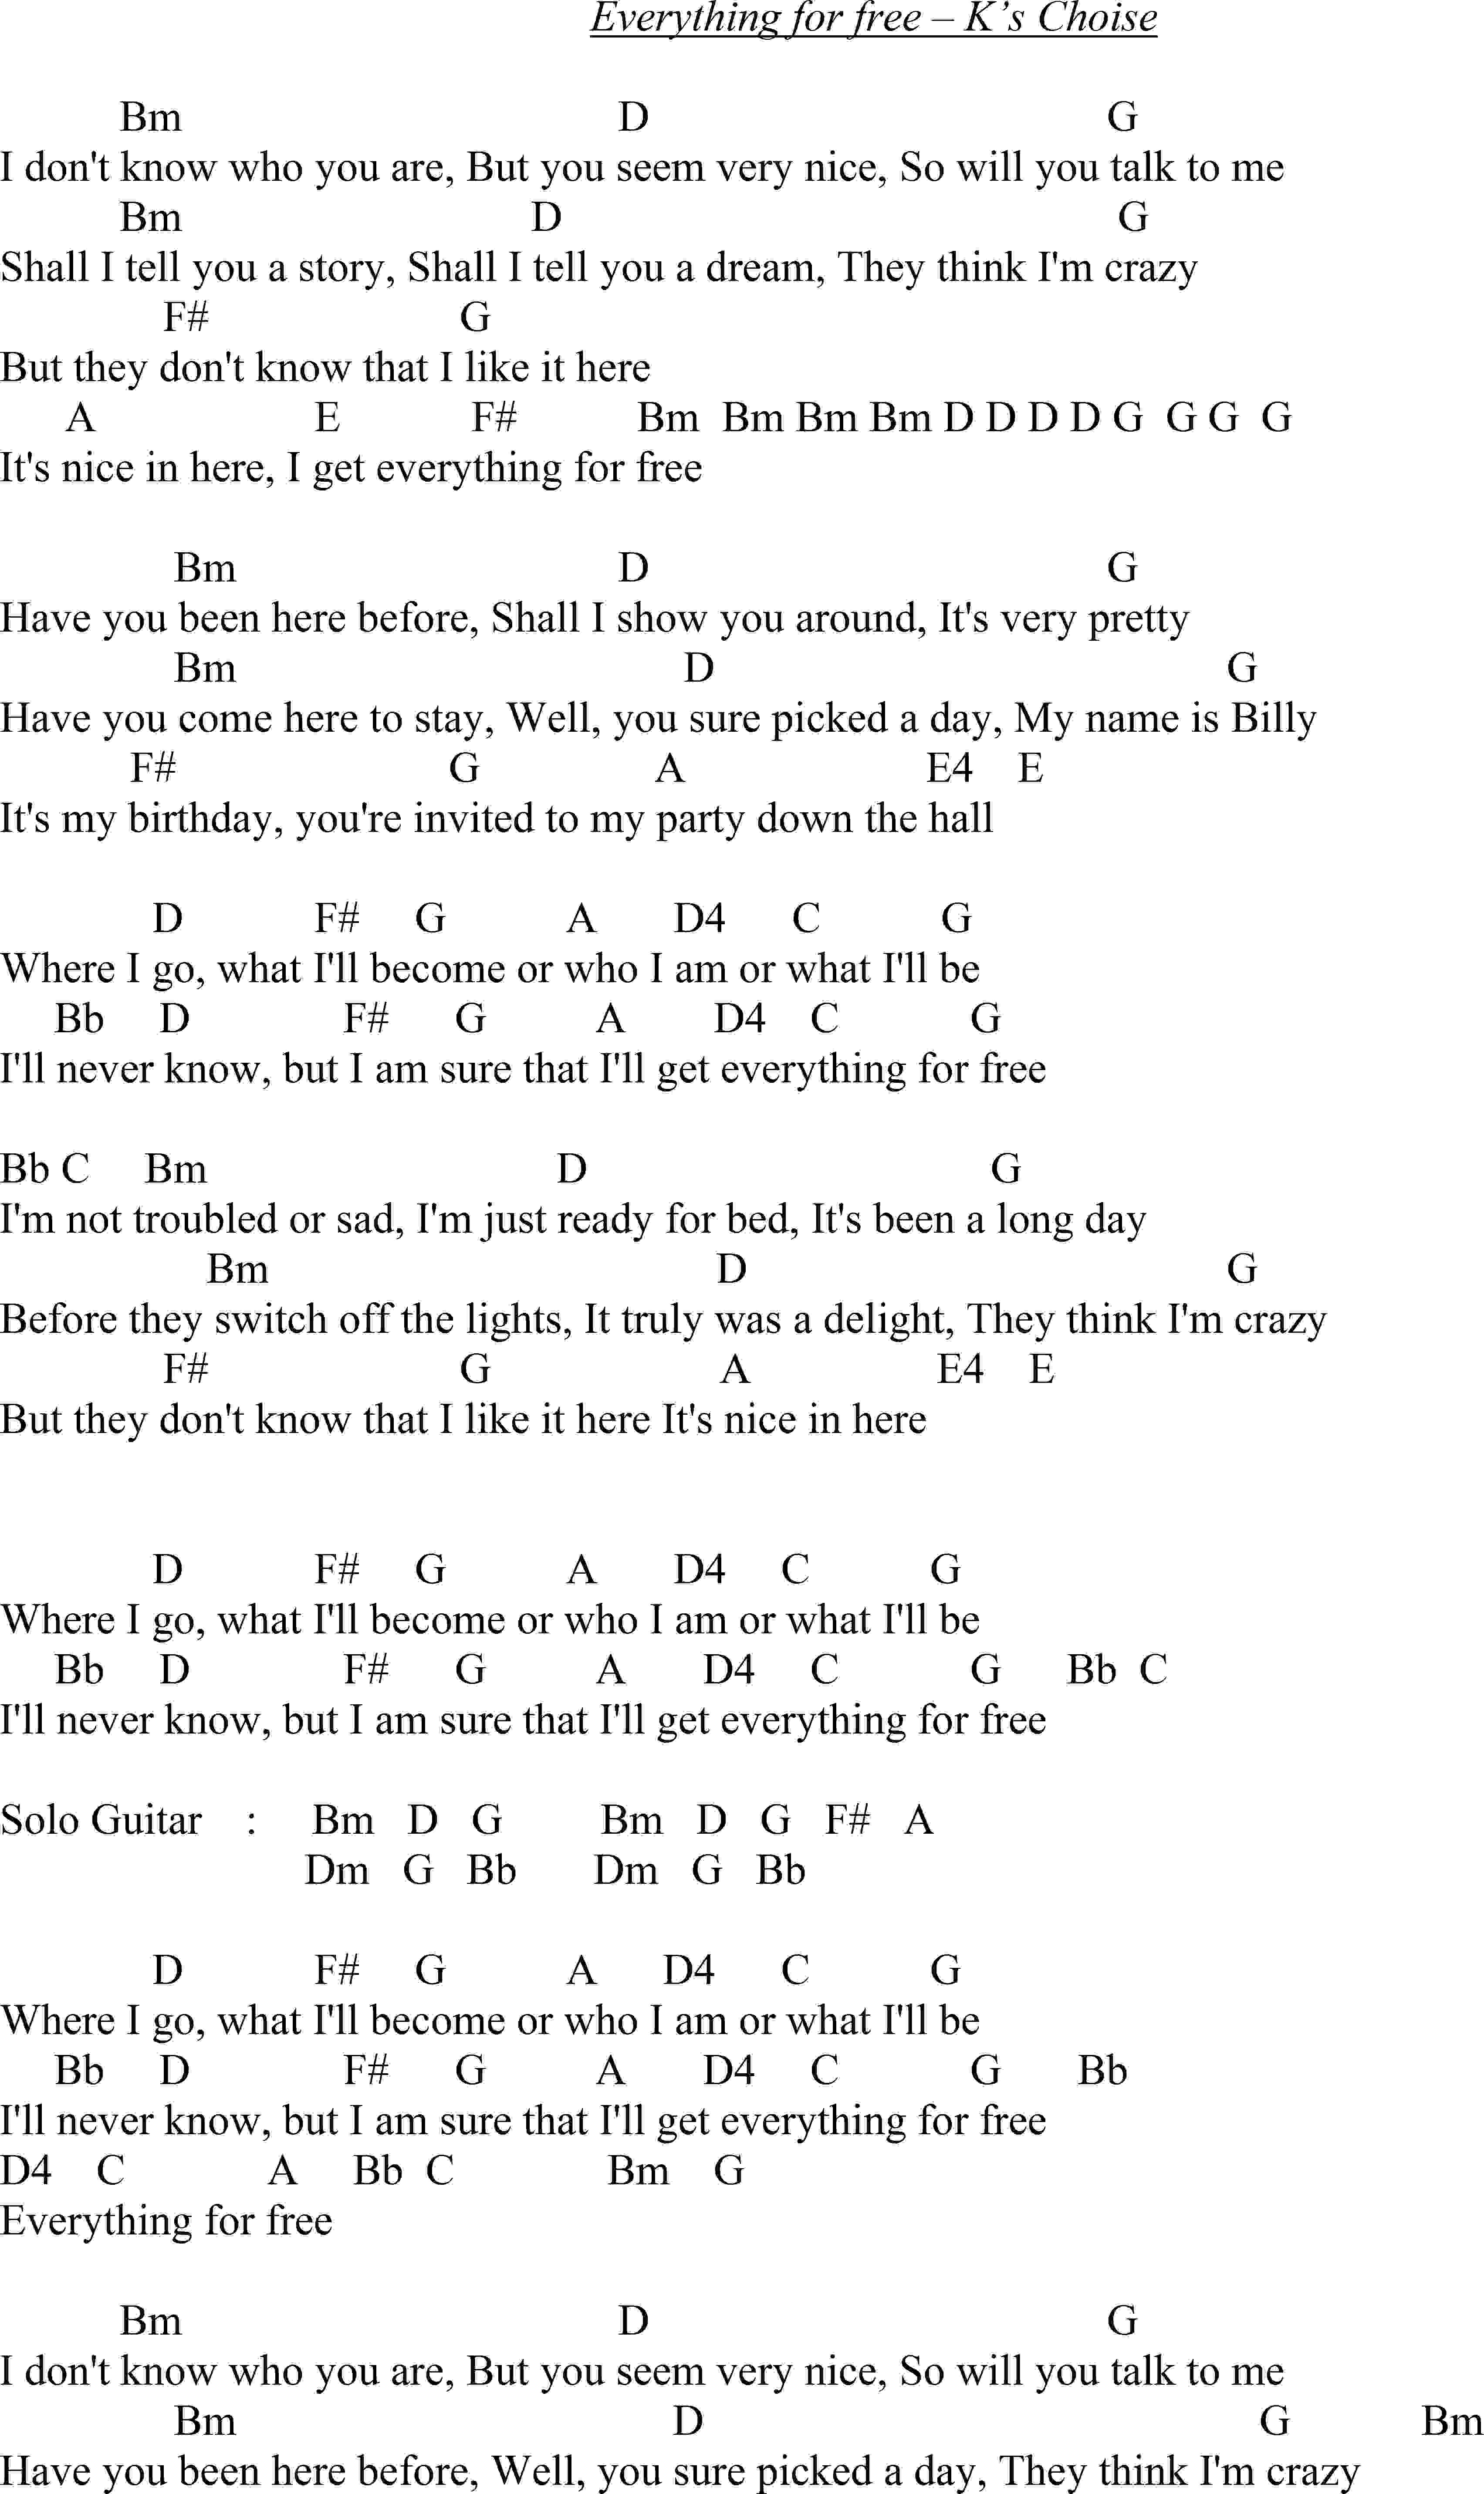 Everything for free – K’s Choise
Bm D G
I don't know who you are, But you seem very nice, So will you talk to me
Bm D G
Shall I tell you a story, Shall I tell you a dream, They think I'm crazy
F# G
But they don't know that I like it here
A E F# Bm Bm Bm Bm D D D D G G G G
It's nice in here, I get everything for free
Bm D G
Have you been here before, Shall I show you around, It's very pretty
Bm D G
Have you come here to stay, Well, you sure picked a day, My name is Billy
F# G A E4 E
It's my birthday, you're invited to my party down the hall
D F# G A D4 C G
Where I go, what I'll become or who I am or what I'll be
Bb D F# G A D4 C G
I'll never know, but I am sure that I'll get everything for free
Bb C Bm D G
I'm not troubled or sad, I'm just ready for bed, It's been a long day
Bm D G
Before they switch off the lights, It truly was a delight, They think I'm crazy
F# G A E4 E
But they don't know that I like it here It's nice in here
D F# G A D4 C G
Where I go, what I'll become or who I am or what I'll be
Bb D F# G A D4 C G Bb C
I'll never know, but I am sure that I'll get everything for free
Solo Guitar : Bm D G Bm D G F# A
Dm G Bb Dm G Bb
D F# G A D4 C G
Where I go, what I'll become or who I am or what I'll be
Bb D F# G A D4 C G Bb
I'll never know, but I am sure that I'll get everything for free
D4 C A Bb C Bm G
Everything for free
Bm D G
I don't know who you are, But you seem very nice, So will you talk to me
Bm D G Bm
Have you been here before, Well, you sure picked a day, They think I'm crazy